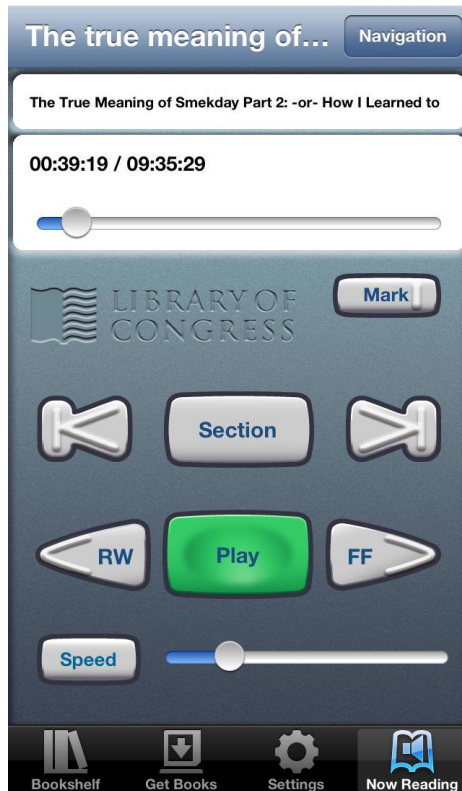 The true meaning of... Navigation
The True Meaning of Smekday Part 2: -or- How I Learned to
00:39:19 / 09:35:29
LIBRARY OF
CONGRESS
Mark
Section
RW Play FF
Speed
Bookshelf Get Books Settings Now Reading